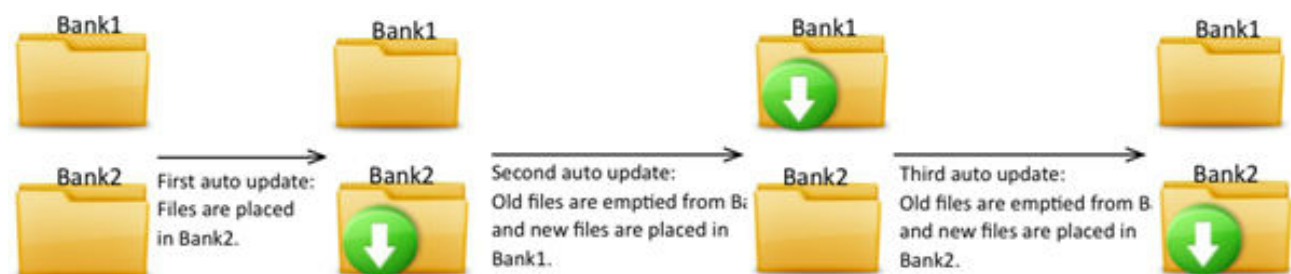 Bank1
Bank1
Bank1
Bank1
Bank2
First auto update:
Files are placed
in Bank2.
Bank2
Second auto update:
Old files are emptied from
and new files are placed in
Bank1.
Bank2
Third auto update:
Old files are emptied from
and new files are placed in
Bank2.
Bank2